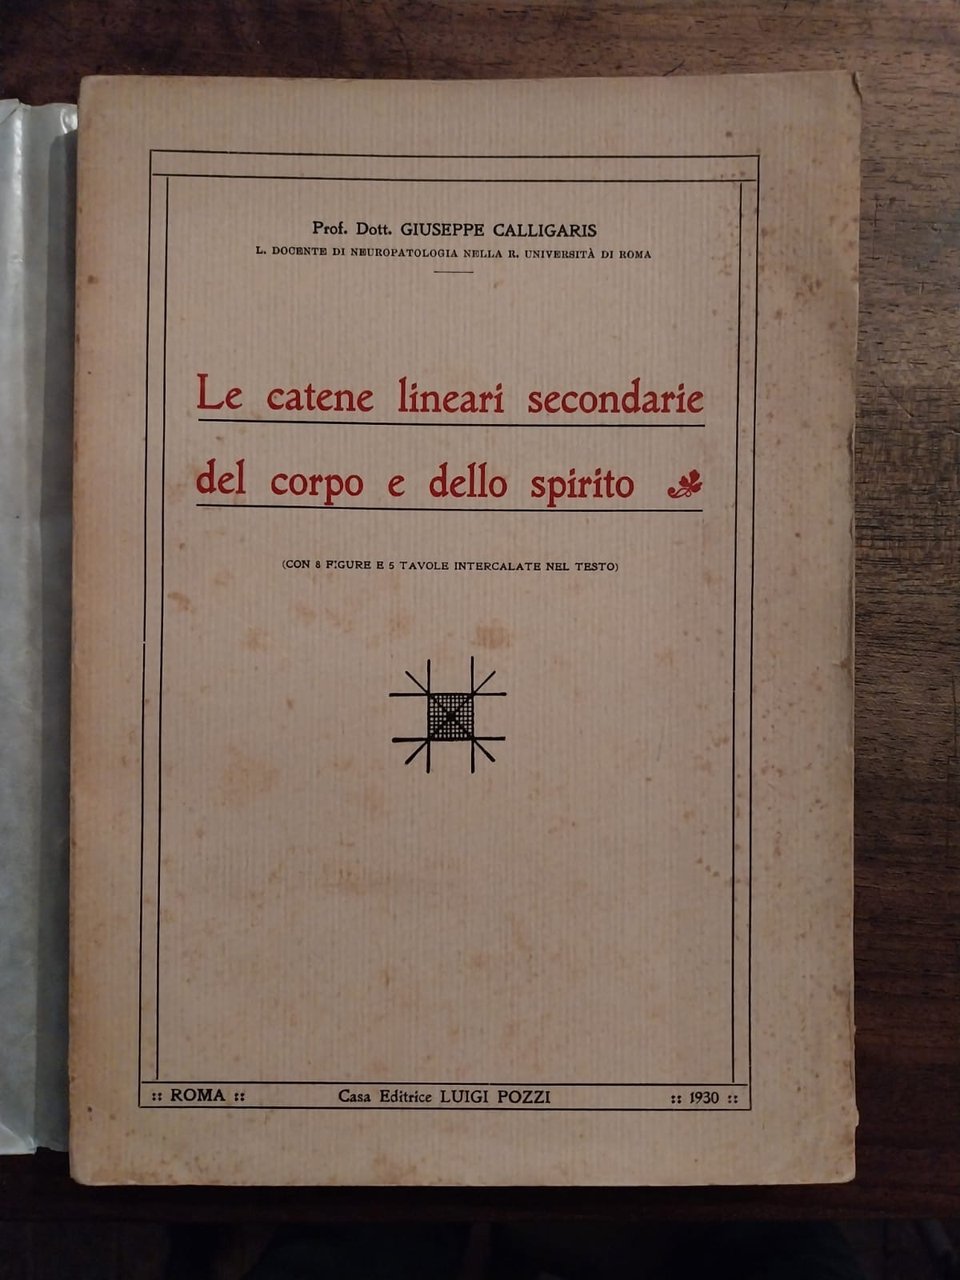 Prof. Dott. GIUSEPPE CALLIGARIS
L. DOCENTE DI NEUROPATOLOGIA NELLA R. UNIVERSITÀ DI ROMA
Le catene lineari secondarie
del corpo e dello spirito
(CON 8 FIGURE E 5 TAVOLE INTERCALATE NEL TESTO)
:: ROMA :: Casa Editrice LUIGI POZZI :: 1930 ::